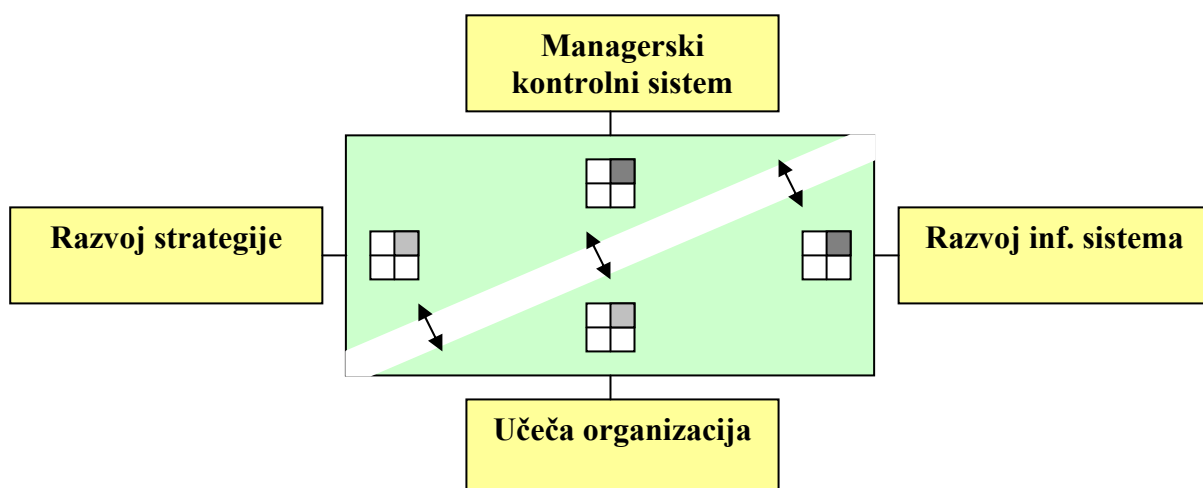 Managerski
kontrolni sistem
Razvoj strategije
Razvoj inf. sistema
Učeča organizacija